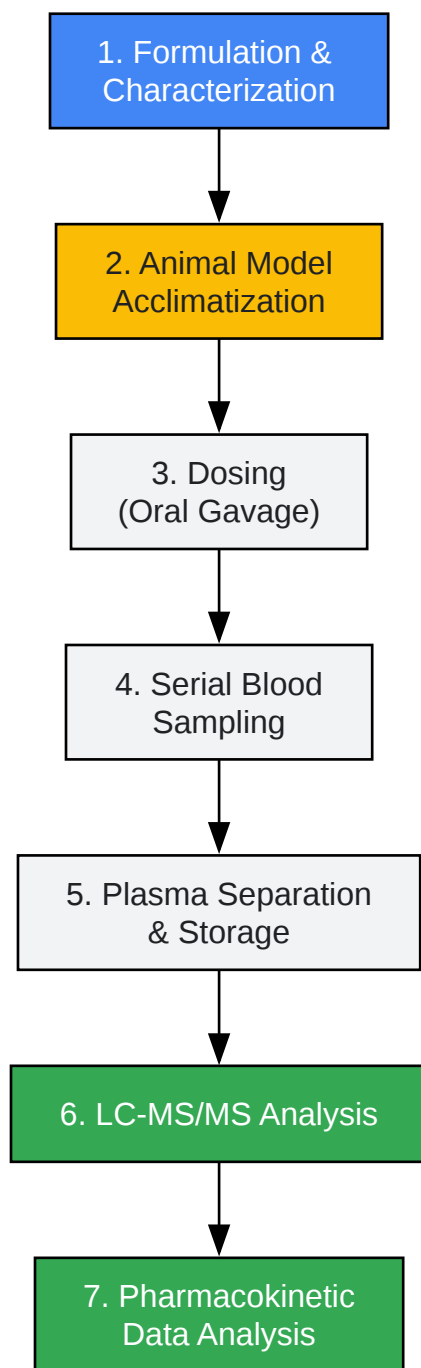 1. Formulation &
Characterization
2. Animal Model
Acclimatization
3. Dosing
(Oral Gavage)
4. Serial Blood
Sampling
5. Plasma Separation
& Storage
6. LC-MS/MS Analysis
7. Pharmacokinetic
Data Analysis